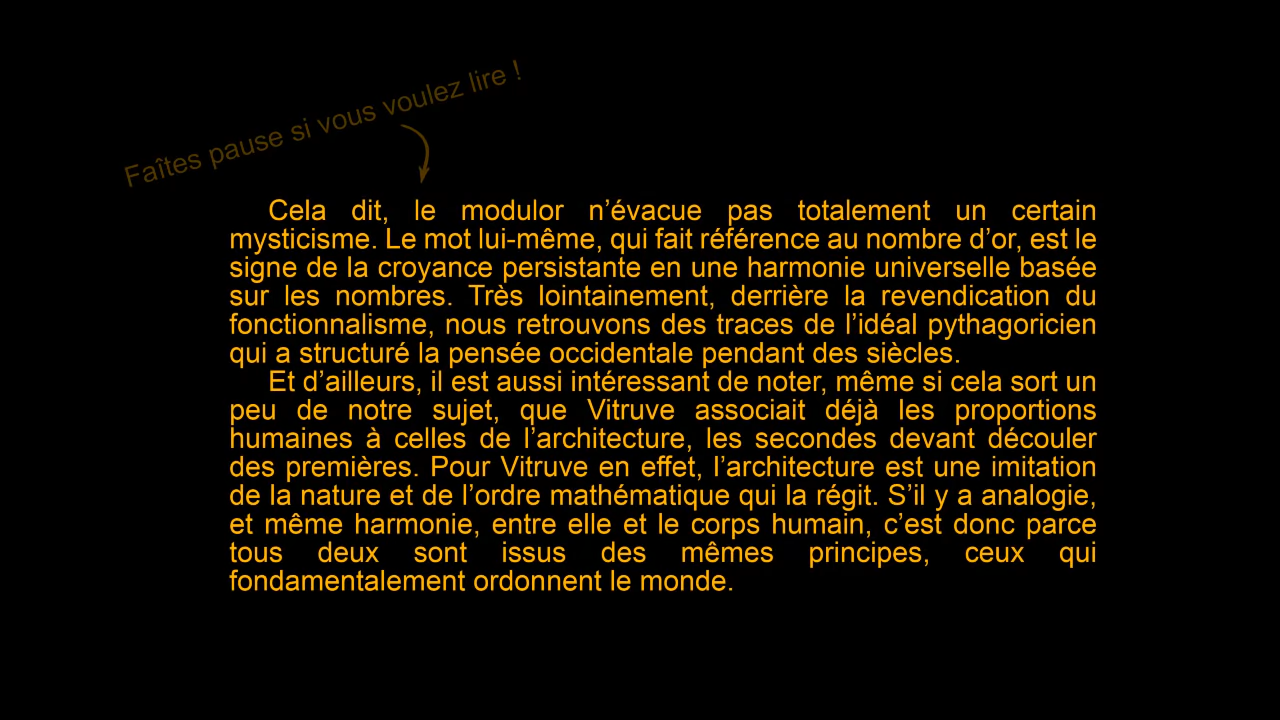 Faîtes pause si vous voulez lire !
Cela dit, le modulor n’évacue pas totalement un certain
mysticisme. Le mot lui-même, qui fait référence au nombre d’or, est le
signe de la croyance persistante en une harmonie universelle basée
sur les nombres. Très lointainement, derrière la revendication du
fonctionnalisme, nous retrouvons des traces de l’idéal pythagoricien
qui a structuré la pensée occidentale pendant des siècles.
Et d’ailleurs, il est aussi intéressant de noter, même si cela sort un
peu de notre sujet, que Vitruve associait déjà les proportions
humaines à celles de l’architecture, les secondes devant découler
des premières. Pour Vitruve en effet, l’architecture est une imitation
de la nature et de l’ordre mathématique qui la régit. S’il y a analogie,
et même harmonie, entre elle et le corps humain, c’est donc parce
tous deux sont issus des mêmes principes, ceux qui
fondamentalement ordonnent le monde.